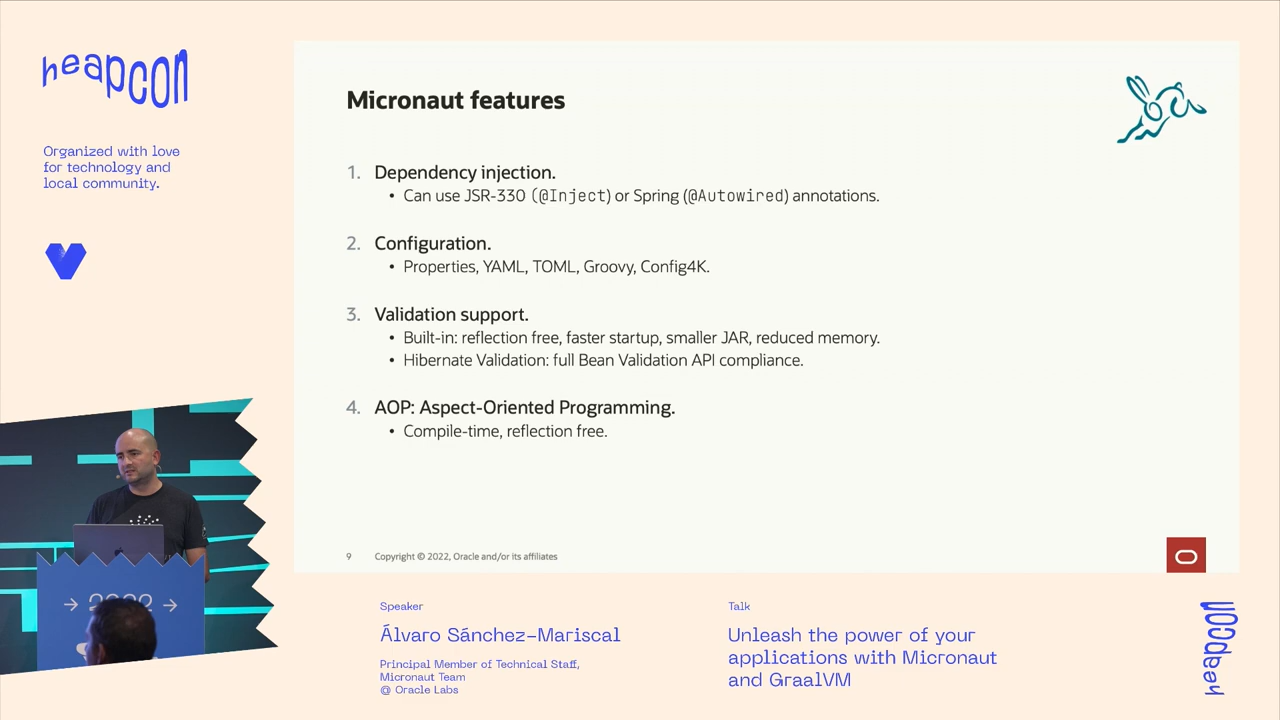 heapcon
Organized with love
for technology and
local community.
Micronaut features
1. Dependency injection.
• Can use JSR-330 (@Inject) or Spring (@Autowired) annotations.
2. Configuration.
• Properties, YAML, TOML, Groovy, Config4K.
3. Validation support.
• Built-in: reflection free, faster startup, smaller JAR, reduced memory.
• Hibernate Validation: full Bean Validation API compliance.
4. AOP: Aspect-Oriented Programming.
• Compile-time, reflection free.
9 Copyright © 2022, Oracle and/or its affiliates
→ 2022 →
Speaker
Álvaro Sánchez-Mariscal
Principal Member of Technical Staff,
Micronaut Team
@ Oracle Labs
Talk
Unleash the power of your
applications with Micronaut
and GraalVM
heapcon